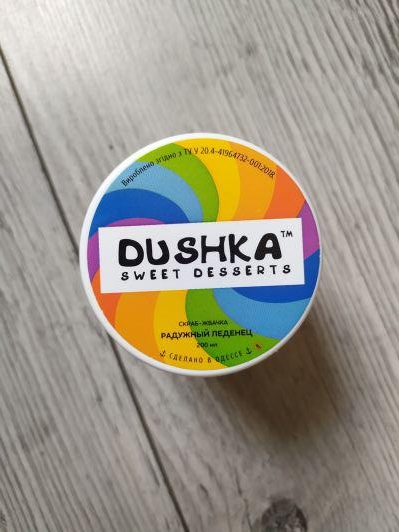 Вироблено згідно з ТУ У 20.4-41964732-001:2018
DUSHKA™
SWEET DESSERTS
СКРАБ-ЖВАЧКА
РАДУЖНЫЙ ЛЕДЕНЕЦ
200 мл
СДЕЛАНО В ОДЕССЕ